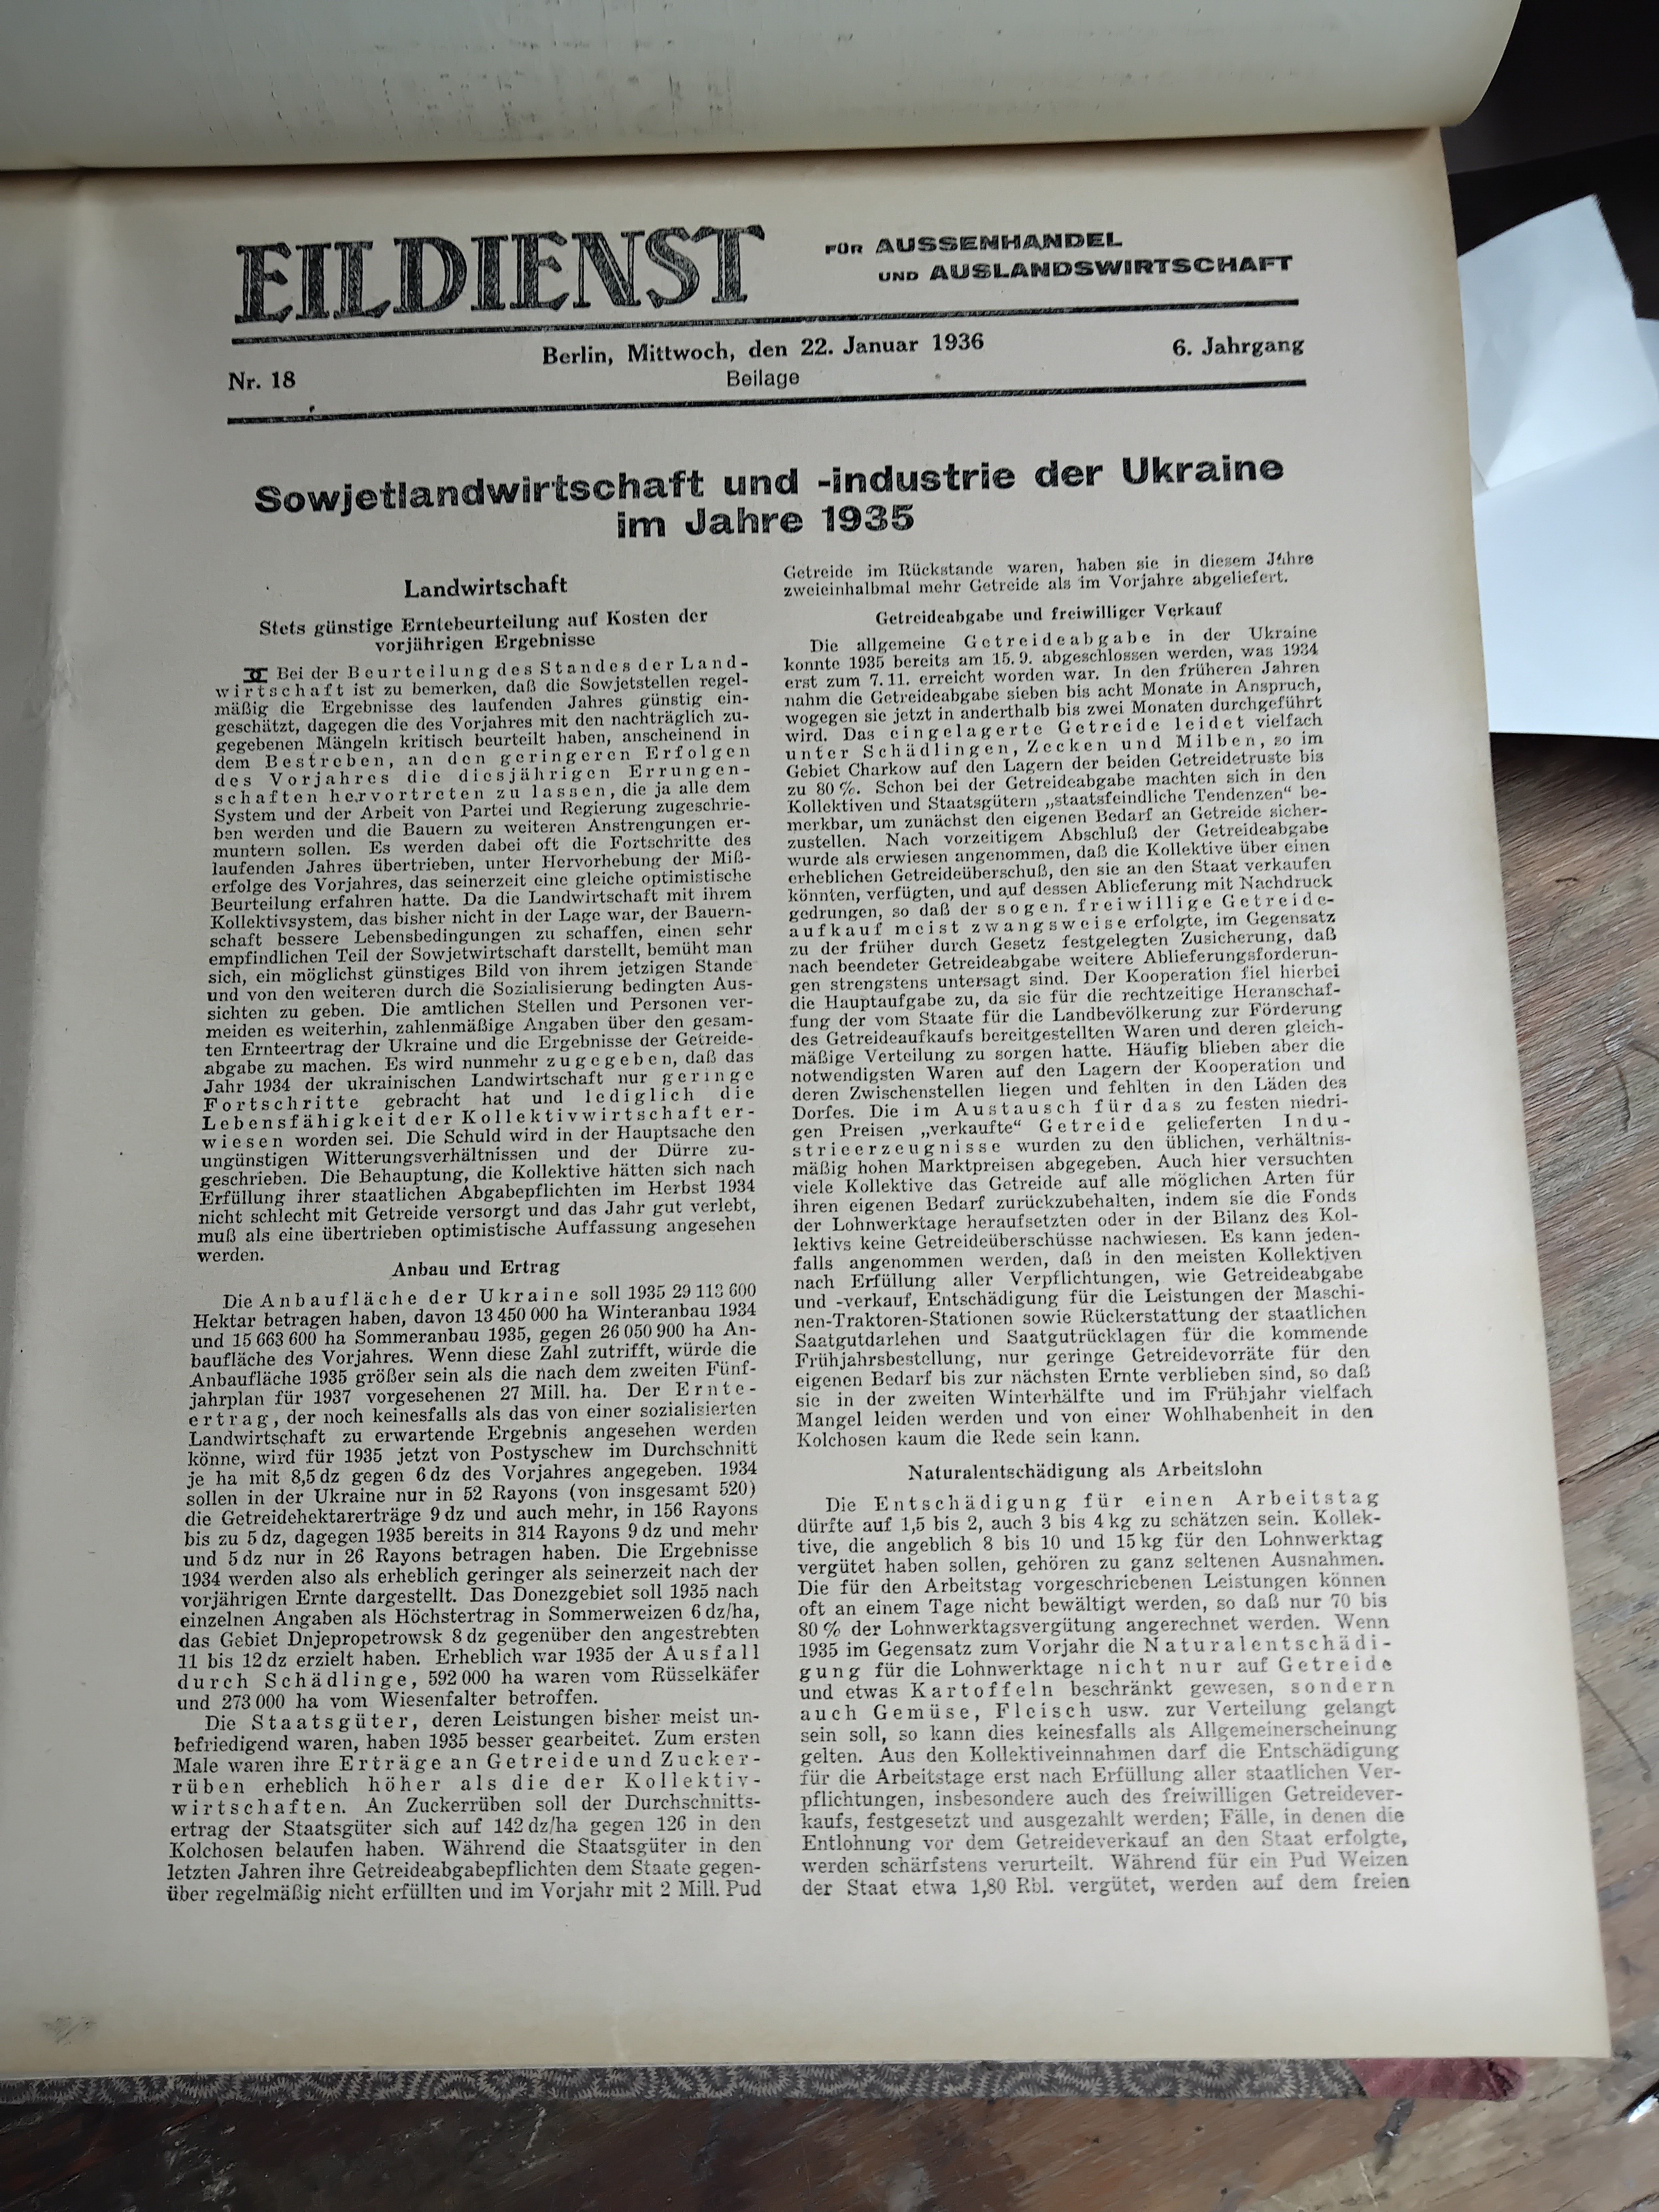 EILDIENST
FÜR AUSSENHANDEL
UND AUSLANDSWIRTSCHAFT
Nr. 18
Berlin, Mittwoch, den 22. Januar 1936
Beilage
6. Jahrgang
Sowjetlandwirtschaft und -industrie der Ukraine
im Jahre 1935
Landwirtschaft
Stets günstige Erntebeurteilung auf Kosten der
vorjährigen Ergebnisse
Bei der Beurteilung des Standes der Land-
wirtschaft ist zu bemerken, daß die Sowjetstellen regel-
mäßig die Ergebnisse des laufenden Jahres günstig ein-
geschätzt, dagegen die des Vorjahres mit den nachträglich zu-
gegebenen Mängeln kritisch beurteilt haben, anscheinend in
dem Bestreben, an den geringeren Erfolgen
des Vorjahres die diesjährigen Errungen-
schaften hervortreten zu lassen, die ja alle dem
System und der Arbeit von Partei und Regierung zugeschrie-
ben werden und die Bauern zu weiteren Anstrengungen er-
muntern sollen. Es werden dabei oft die Fortschritte des
laufenden Jahres übertrieben, unter Hervorhebung der Miß-
erfolge des Vorjahres, das seinerzeit eine gleiche optimistische
Beurteilung erfahren hatte. Da die Landwirtschaft mit ihrem
Kollektivsystem, das bisher nicht in der Lage war, der Bauern-
schaft bessere Lebensbedingungen zu schaffen, einen sehr
empfindlichen Teil der Sowjetwirtschaft darstellt, bemüht man
sich, ein möglichst günstiges Bild von ihrem jetzigen Stande
und von den weiteren durch die Sozialisierung bedingten Aus-
sichten zu geben. Die amtlichen Stellen und Personen ver-
meiden es weiterhin, zahlenmäßige Angaben über den gesam-
ten Ernteertrag der Ukraine und die Ergebnisse der Getreide-
abgabe zu machen. Es wird nunmehr zugegeben, daß das
Jahr 1934 der ukrainischen Landwirtschaft nur geringe
Fortschritte gebracht hat und lediglich die
Lebensfähigkeit der Kollektivwirtschaft er-
wiesen worden sei. Die Schuld wird in der Hauptsache den
ungünstigen Witterungsverhältnissen und der Dürre zu-
geschrieben. Die Behauptung, die Kollektive hätten sich nach
Erfüllung ihrer staatlichen Abgabepflichten im Herbst 1934
nicht schlecht mit Getreide versorgt und das Jahr gut verlebt,
muß als eine übertrieben optimistische Auffassung angesehen
werden.
Anbau und Ertrag
Die Anbaufläche der Ukraine soll 1935 29 113 600
Hektar betragen haben, davon 13 450 000 ha Winteranbau 1934
und 15 663 600 ha Sommeranbau 1935, gegen 26 050 900 ha An-
baufläche des Vorjahres. Wenn diese Zahl zutrifft, würde die
Anbaufläche 1935 größer sein als die nach dem zweiten Fünf-
jahrplan für 1937 vorgesehenen 27 Mill. ha. Der Ernte-
ertrag, der noch keinesfalls als das von einer sozialisierten
Landwirtschaft zu erwartende Ergebnis angesehen werden
könne, wird für 1935 jetzt von Postyschew im Durchschnitt
je ha mit 8,5 dz gegen 6 dz des Vorjahres angegeben. 1934
sollen in der Ukraine nur in 52 Rayons (von insgesamt 520)
die Getreidehektarerträge 9 dz und auch mehr, in 156 Rayons
bis zu 5 dz, dagegen 1935 bereits in 314 Rayons 9 dz und mehr
und 5 dz nur in 26 Rayons betragen haben. Die Ergebnisse
1934 werden also als erheblich geringer als seinerzeit nach der
vorjährigen Ernte dargestellt. Das Donezgebiet soll 1935 nach
einzelnen Angaben als Höchstertrag in Sommerweizen 6 dz/ha,
das Gebiet Dnjepropetrowsk 8 dz gegenüber den angestrebten
11 bis 12 dz erzielt haben. Erheblich war 1935 der Ausfall
durch Schädlinge, 592 000 ha waren vom Rüsselkäfer
und 273 000 ha vom Wiesenfalter betroffen.
Die Staatsgüter, deren Leistungen bisher meist un-
befriedigend waren, haben 1935 besser gearbeitet. Zum ersten
Male waren ihre Erträge an Getreide und Zucker-
rüben erheblich höher als die der Kollektiv-
wirtschaften. An Zuckerrüben soll der Durchschnitts-
ertrag der Staatsgüter sich auf 142 dz/ha gegen 126 in den
Kolchosen belaufen haben. Während die Staatsgüter in den
letzten Jahren ihre Getreideabgabepflichten dem Staate gegen-
über regelmäßig nicht erfüllten und im Vorjahr mit 2 Mill. Pud
Getreide im Rückstande waren, haben sie in diesem Jahre
zweieinhalbmal mehr Getreide als im Vorjahre abgeliefert.
Getreideabgabe und freiwilliger Verkauf
Die allgemeine Getreideabgabe in der Ukraine
konnte 1935 bereits am 15. 9. abgeschlossen werden, was 1934
erst zum 7. 11. erreicht worden war. In den früheren Jahren
nahm die Getreideabgabe sieben bis acht Monate in Anspruch,
wogegen sie jetzt in anderthalb bis zwei Monaten durchgeführt
wird. Das eingelagerte Getreide leidet vielfach
unter Schädlingen, Zecken und Milben, so im
Gebiet Charkow auf den Lagern der beiden Getreidetruste bis
zu 80 %. Schon bei der Getreideabgabe machten sich in den
Kollektiven und Staatsgütern „staatsfeindliche Tendenzen“ be-
merkbar, um zunächst den eigenen Bedarf an Getreide sicher-
zustellen. Nach vorzeitigem Abschluß der Getreideabgabe
wurde als erwiesen angenommen, daß die Kollektive über einen
erheblichen Getreideüberschuß, den sie an den Staat verkaufen
könnten, verfügten, und auf dessen Ablieferung mit Nachdruck
gedrungen, so daß der sogen. freiwillige Getreide-
aufkauf meist zwangsweise erfolgte, im Gegensatz
zu der früher durch Gesetz festgelegten Zusicherung, daß
nach beendeter Getreideabgabe weitere Ablieferungsforderun-
gen strengstens untersagt sind. Der Kooperation fiel hierbei
die Hauptaufgabe zu, da sie für die rechtzeitige Heranschaf-
fung der vom Staate für die Landbevölkerung zur Förderung
des Getreideaufkaufs bereitgestellten Waren und deren gleich-
mäßige Verteilung zu sorgen hatte. Häufig blieben aber die
notwendigsten Waren auf den Lagern der Kooperation und
deren Zwischenstellen liegen und fehlten in den Läden des
Dorfes. Die im Austausch für das zu festen niedri-
gen Preisen „verkaufte“ Getreide gelieferten Indu-
strieerzeugnisse wurden zu den üblichen, verhältnis-
mäßig hohen Marktpreisen abgegeben. Auch hier versuchten
viele Kollektive das Getreide auf alle möglichen Arten für
ihren eigenen Bedarf zurückzubehalten, indem sie die Fonds
der Lohnwerktage heraufsetzten oder in der Bilanz des Kol-
lektivs keine Getreideüberschüsse nachwiesen. Es kann jeden-
falls angenommen werden, daß in den meisten Kollektiven
nach Erfüllung aller Verpflichtungen, wie Getreideabgabe
und -verkauf, Entschädigung für die Leistungen der Maschi-
nen-Traktoren-Stationen sowie Rückerstattung der staatlichen
Saatgutdarlehen und Saatgutrücklagen für die kommende
Frühjahrsbestellung, nur geringe Getreidevorräte für den
eigenen Bedarf bis zur nächsten Ernte verblieben sind, so daß
sie in der zweiten Winterhälfte und im Frühjahr vielfach
Mangel leiden werden und von einer Wohlhabenheit in den
Kolchosen kaum die Rede sein kann.
Naturalentschädigung als Arbeitslohn
Die Entschädigung für einen Arbeitstag
dürfte auf 1,5 bis 2, auch 3 bis 4 kg zu schätzen sein. Kollek-
tive, die angeblich 8 bis 10 und 15 kg für den Lohnwerktag
vergütet haben sollen, gehören zu ganz seltenen Ausnahmen.
Die für den Arbeitstag vorgeschriebenen Leistungen können
oft an einem Tage nicht bewältigt werden, so daß nur 70 bis
80 % der Lohnwerktagsvergütung angerechnet werden. Wenn
1935 im Gegensatz zum Vorjahr die Naturalentschädi-
gung für die Lohnwerktage nicht nur auf Getreide
und etwas Kartoffeln beschränkt gewesen, sondern
auch Gemüse, Fleisch usw. zur Verteilung gelangt
sein soll, so kann dies keinesfalls als Allgemeinerscheinung
gelten. Aus den Kollektiveinnahmen darf die Entschädigung
für die Arbeitstage erst nach Erfüllung aller staatlichen Ver-
pflichtungen, insbesondere auch des freiwilligen Getreidever-
kaufs, festgesetzt und ausgezahlt werden; Fälle, in denen die
Entlohnung vor dem Getreideverkauf an den Staat erfolgte,
werden schärfstens verurteilt. Während für ein Pud Weizen
der Staat etwa 1,80 Rbl. vergütet, werden auf dem freien